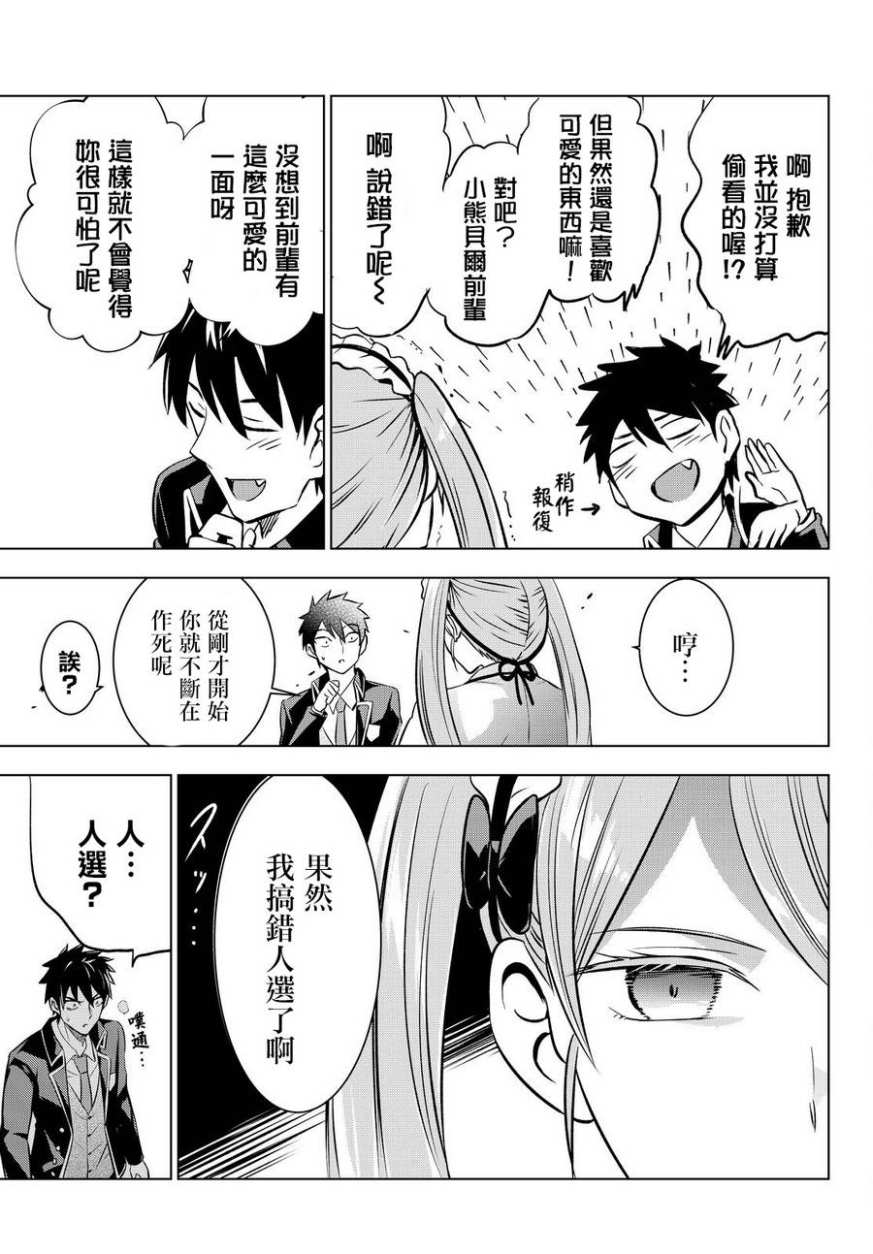 啊 抱歉
我並沒打算
偷看的喔!?
但果然還是喜歡
可愛的東西嘛！
對吧？
小熊貝爾前輩
啊 說錯了呢～
稍作
報復
沒想到前輩有
這麼可愛的
一面呀
這樣就不會覺得
妳很可怕了呢
哼…
從剛才開始
你就不斷在
作死呢
誒？
果然
我搞錯人選了啊
スッ…
人…
人選？
噗通…